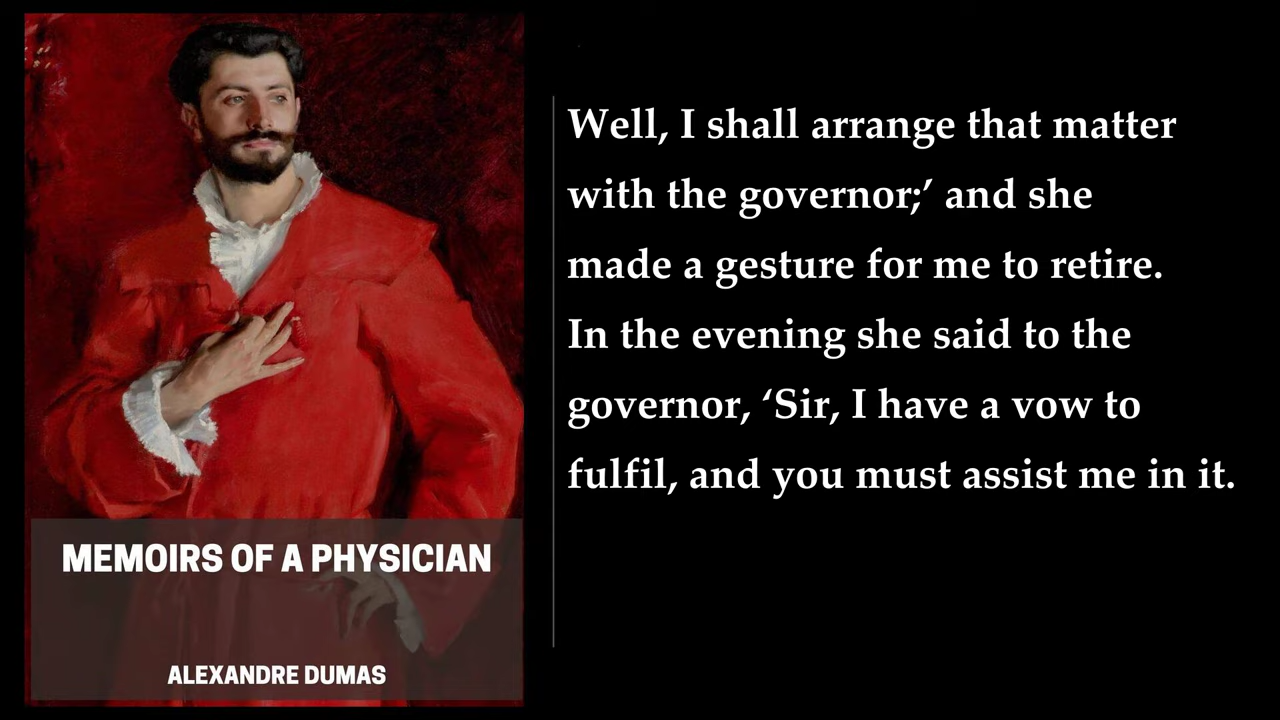 MEMOIRS OF A PHYSICIAN
ALEXANDRE DUMAS
Well, I shall arrange that matter
with the governor;’ and she
made a gesture for me to retire.
In the evening she said to the
governor, ‘Sir, I have a vow to
fulfil, and you must assist me in it.